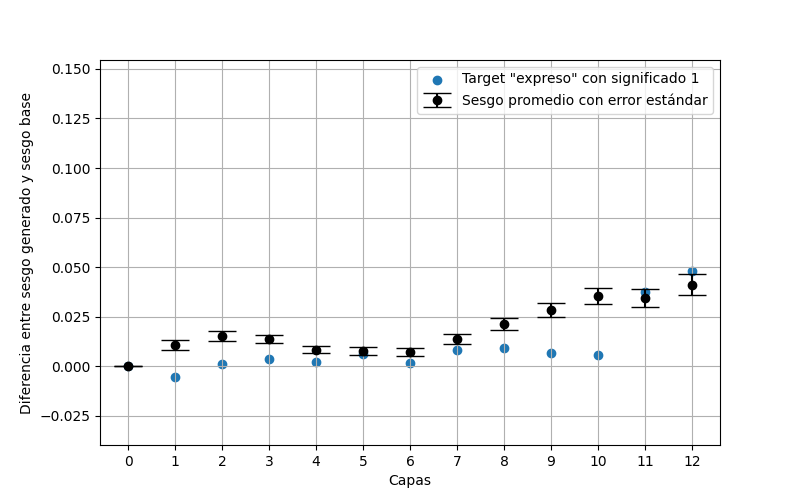 0.150
0.125
0.100
0.075
0.050
0.025
0.000
−0.025
Diferencia entre sesgo generado y sesgo base
Target "expreso" con significado 1
Sesgo promedio con error estándar
0 1 2 3 4 5 6 7 8 9 10 11 12
Capas